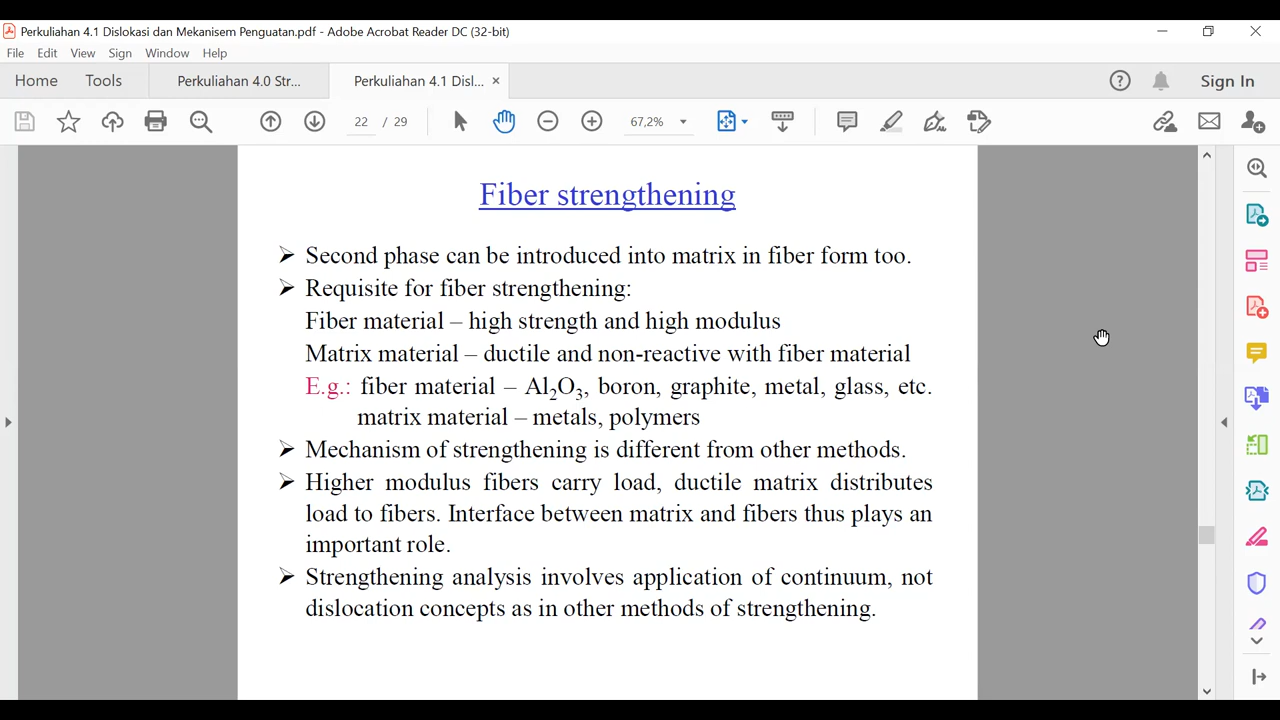 Perkuliahan 4.1 Dislokasi dan Mekanisem Penguatan.pdf - Adobe Acrobat Reader DC (32-bit)
File Edit View Sign Window Help
Home Tools Perkuliahan 4.0 Str... Perkuliahan 4.1 Disl... × Sign In
22 / 29 67,2%
Fiber strengthening
➢ Second phase can be introduced into matrix in fiber form too.
➢ Requisite for fiber strengthening:
Fiber material – high strength and high modulus
Matrix material – ductile and non-reactive with fiber material
E.g.: fiber material – Al₂O₃, boron, graphite, metal, glass, etc.
matrix material – metals, polymers
➢ Mechanism of strengthening is different from other methods.
➢ Higher modulus fibers carry load, ductile matrix distributes
load to fibers. Interface between matrix and fibers thus plays an
important role.
➢ Strengthening analysis involves application of continuum, not
dislocation concepts as in other methods of strengthening.